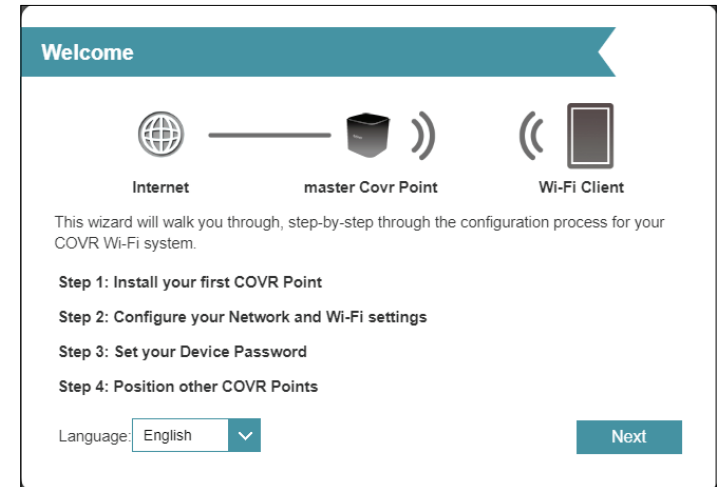 Welcome
Internet
master Covr Point
Wi-Fi Client
This wizard will walk you through, step-by-step through the configuration process for your
COVR Wi-Fi system.
Step 1: Install your first COVR Point
Step 2: Configure your Network and Wi-Fi settings
Step 3: Set your Device Password
Step 4: Position other COVR Points
Language: English
Next